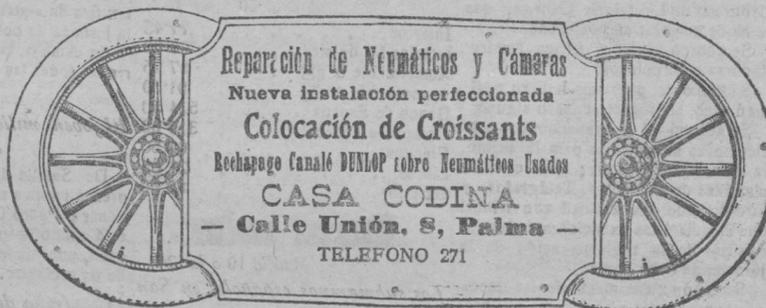 Reparación de Neumáticos y Cámaras
Nueva instalación perfeccionada
Colocación de Croissants
Rechapage Canalé DUNLOP sobre Neumáticos Usados
CASA CODINA
— Calle Unión, 8, Palma —
TELEFONO 271